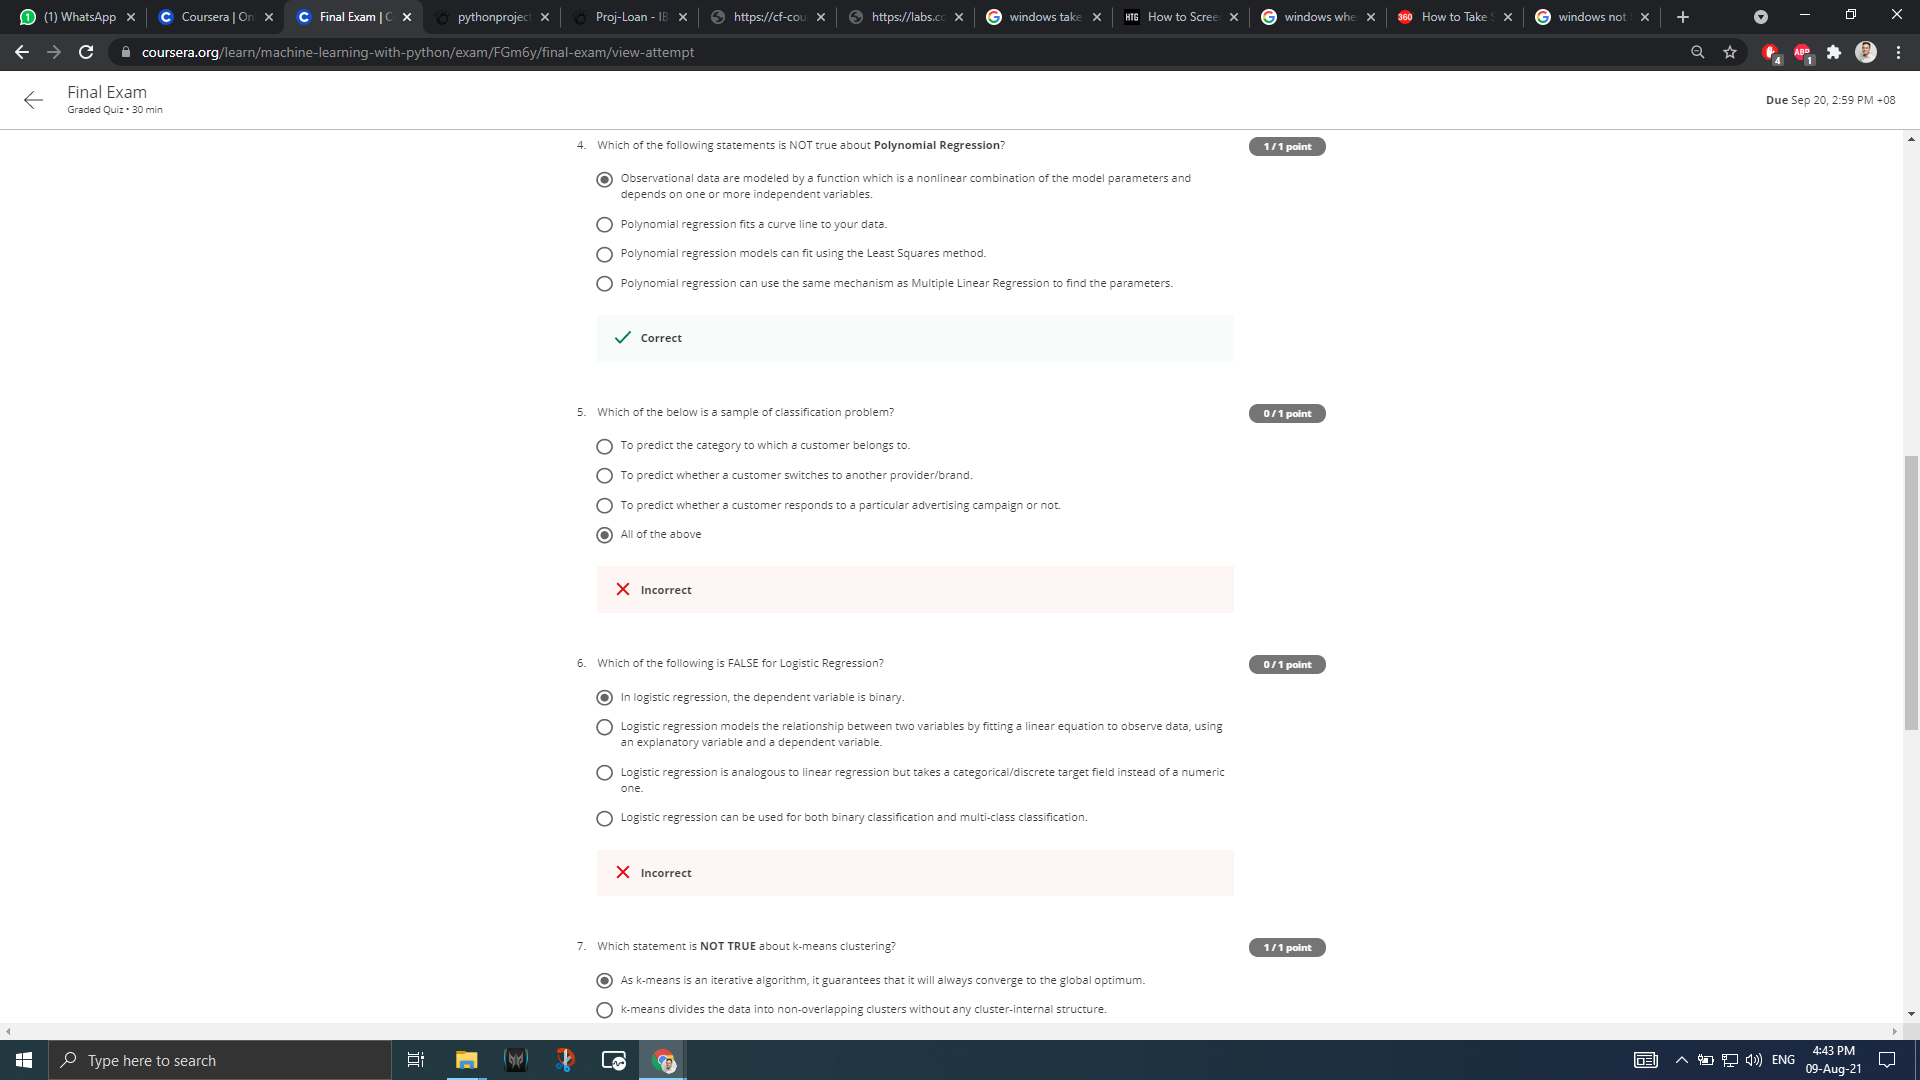 (1) WhatsApp
Coursera | On
Final Exam | C
pythonproject
Proj-Loan - IB
https://cf-cou
https://labs.co
windows take
HTG How to Scree
windows whe
360 How to Take S
windows not
coursera.org/learn/machine-learning-with-python/exam/FGm6y/final-exam/view-attempt
4
ABP
1
Final Exam
Graded Quiz • 30 min
Due Sep 20, 2:59 PM +08
4. Which of the following statements is NOT true about Polynomial Regression?
1 / 1 point
Observational data are modeled by a function which is a nonlinear combination of the model parameters and
depends on one or more independent variables.
Polynomial regression fits a curve line to your data.
Polynomial regression models can fit using the Least Squares method.
Polynomial regression can use the same mechanism as Multiple Linear Regression to find the parameters.
Correct
5. Which of the below is a sample of classification problem?
0 / 1 point
To predict the category to which a customer belongs to.
To predict whether a customer switches to another provider/brand.
To predict whether a customer responds to a particular advertising campaign or not.
All of the above
Incorrect
6. Which of the following is FALSE for Logistic Regression?
0 / 1 point
In logistic regression, the dependent variable is binary.
Logistic regression models the relationship between two variables by fitting a linear equation to observe data, using
an explanatory variable and a dependent variable.
Logistic regression is analogous to linear regression but takes a categorical/discrete target field instead of a numeric
one.
Logistic regression can be used for both binary classification and multi-class classification.
Incorrect
7. Which statement is NOT TRUE about k-means clustering?
1 / 1 point
As k-means is an iterative algorithm, it guarantees that it will always converge to the global optimum.
k-means divides the data into non-overlapping clusters without any cluster-internal structure.
Type here to search
ENG
4:43 PM
09-Aug-21